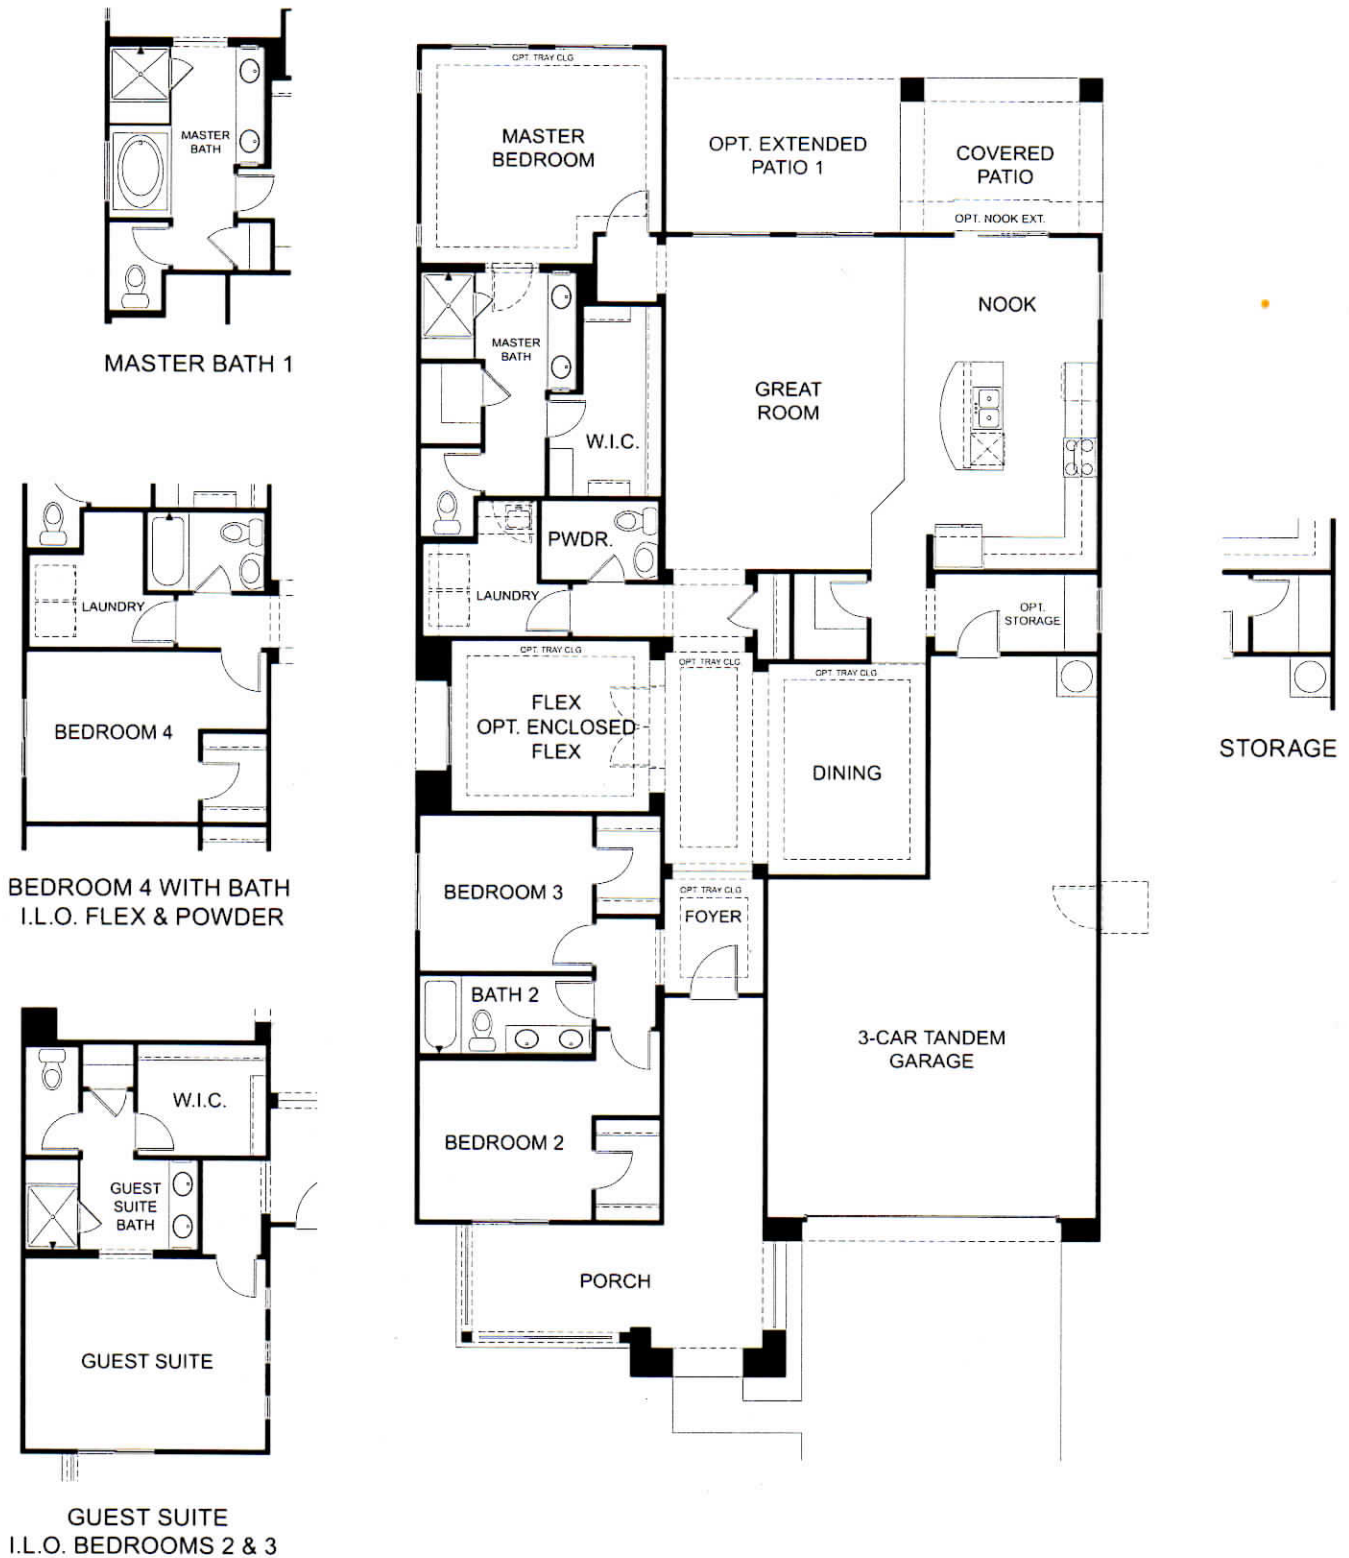 MASTER
BATH
MASTER BATH 1
LAUNDRY
BEDROOM 4
BEDROOM 4 WITH BATH
I.L.O. FLEX & POWDER
W.I.C.
GUEST
SUITE
BATH
GUEST SUITE
GUEST SUITE
I.L.O. BEDROOMS 2 & 3
OPT. TRAY CLG
MASTER
BEDROOM
OPT. EXTENDED
PATIO 1
COVERED
PATIO
OPT. NOOK EXT.
NOOK
MASTER
BATH
GREAT
ROOM
W.I.C.
PWDR.
LAUNDRY
OPT.
STORAGE
OPT. TRAY CLG
OPT. TRAY CLG
OPT. TRAY CLG
FLEX
OPT. ENCLOSED
FLEX
DINING
BEDROOM 3
OPT. TRAY CLG
FOYER
BATH 2
3-CAR TANDEM
GARAGE
BEDROOM 2
PORCH
STORAGE